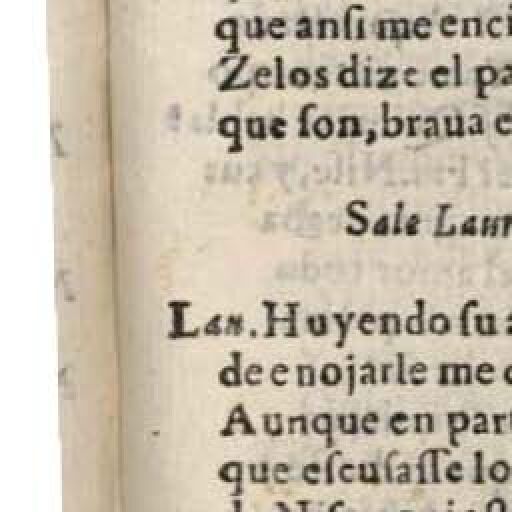 que ansi me enci
Zelos dize el pa
que son, braua e
Sale Laur
Lau. Huyendo su a
de enojarle me
Aunque en part
que escusasse lo